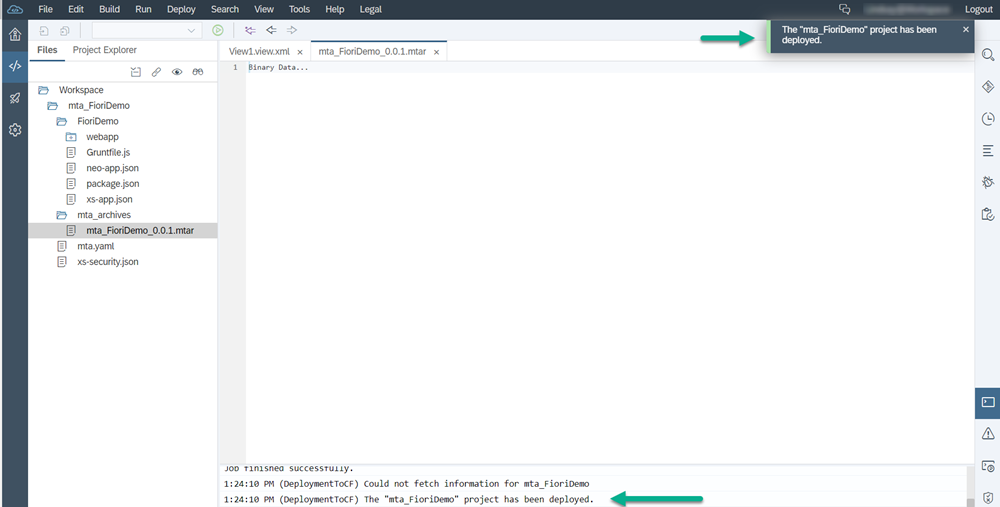 File Edit Build Run Deploy Search View Tools Help Legal Logout
The "mta_FioriDemo" project has been
deployed.
Files Project Explorer
View1.view.xml × mta_FioriDemo_0.0.1.mtar ×
1 Binary Data...
Workspace
mta_FioriDemo
FioriDemo
webapp
Gruntfile.js
neo-app.json
package.json
xs-app.json
mta_archives
mta_FioriDemo_0.0.1.mtar
mta.yaml
xs-security.json
Job finished successfully.
1:24:10 PM (DeploymentToCF) Could not fetch information for mta_FioriDemo
1:24:10 PM (DeploymentToCF) The "mta_FioriDemo" project has been deployed.